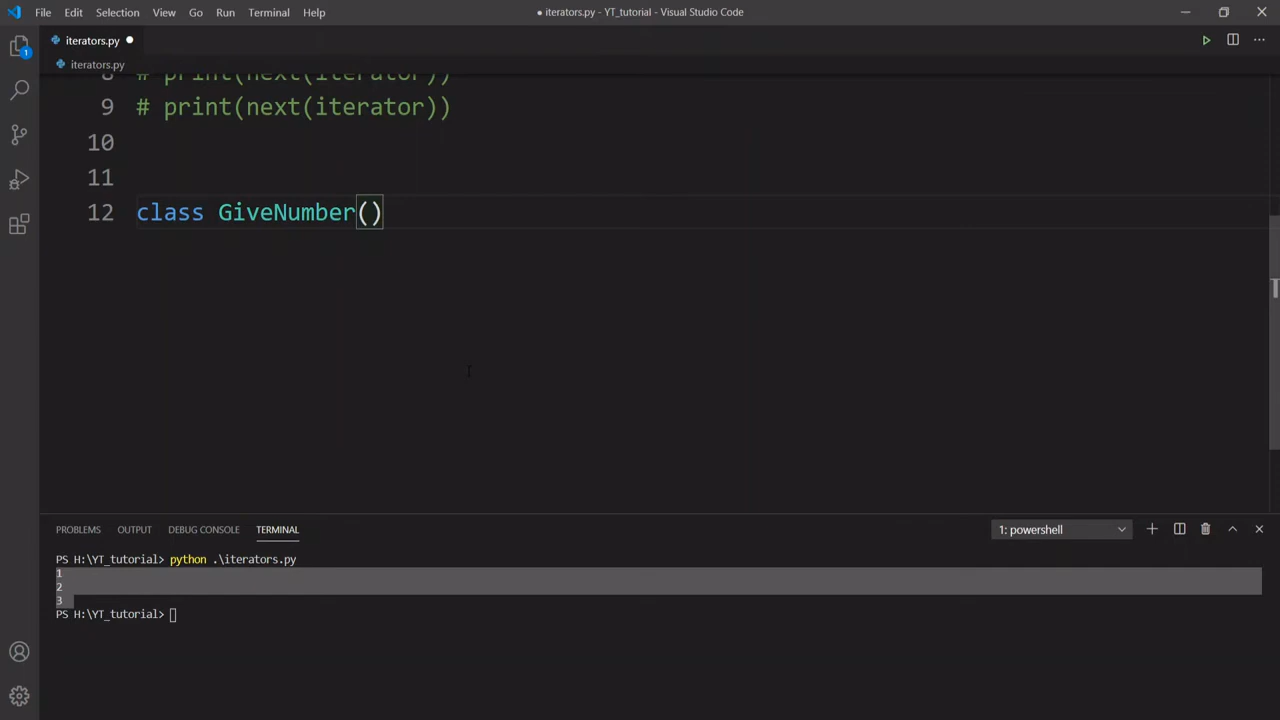 File Edit Selection View Go Run Terminal Help
● iterators.py - YT_tutorial - Visual Studio Code
iterators.py ●
iterators.py
1
8 # print(next(iterator))
9 # print(next(iterator))
10
11
12 class GiveNumber()
PROBLEMS OUTPUT DEBUG CONSOLE TERMINAL
1: powershell
PS H:\YT_tutorial> python .\iterators.py
1
2
3
PS H:\YT_tutorial>